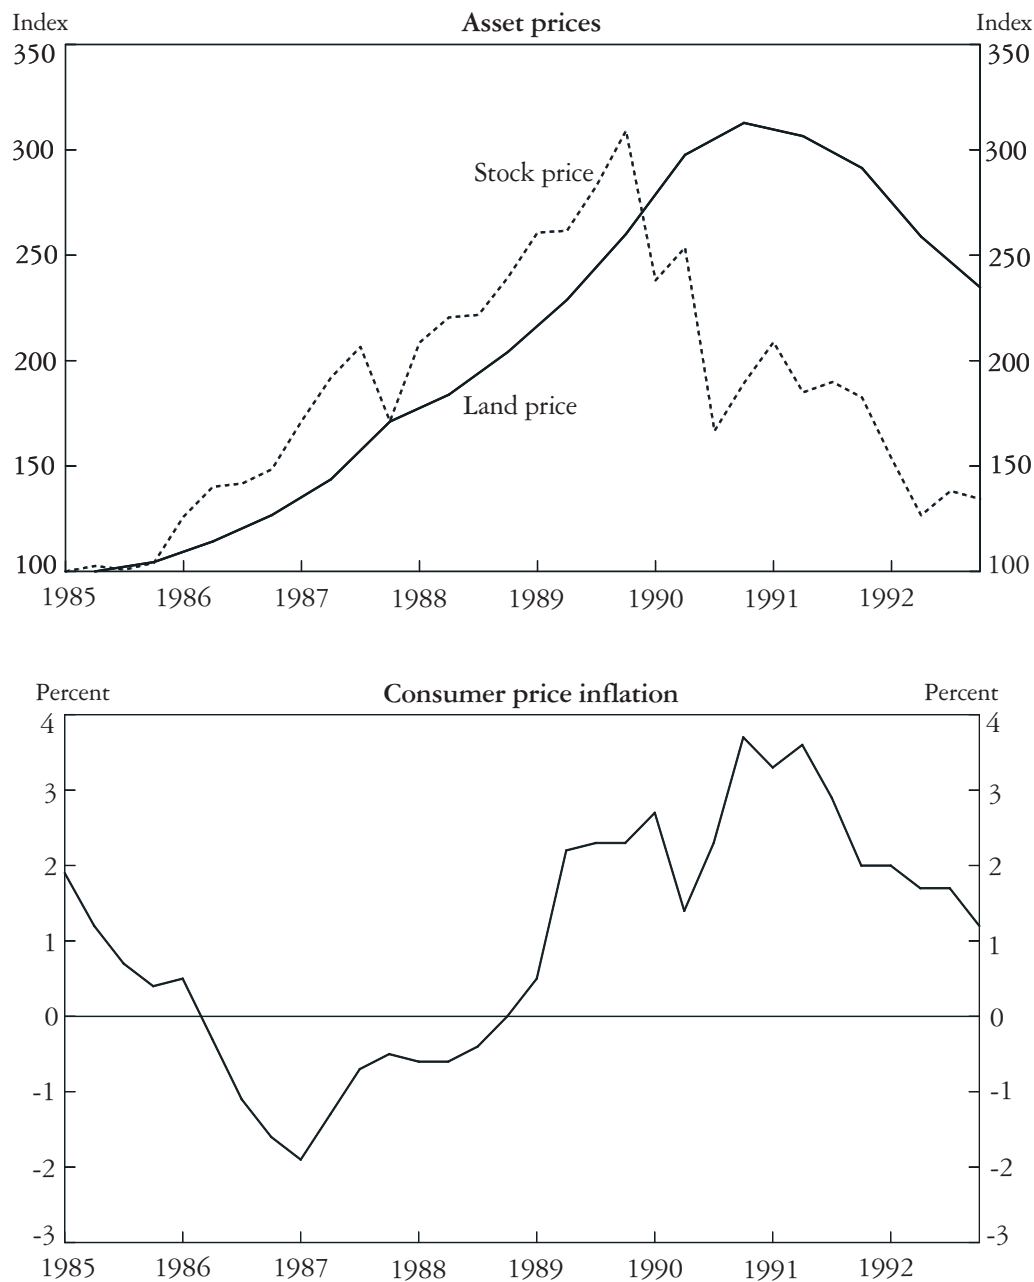 Index Asset prices Index
350 350
300 300
Stock price
250 250
200 200
Land price
150 150
100 100
1985 1986 1987 1988 1989 1990 1991 1992
Percent Consumer price inflation Percent
4 4
3 3
2 2
1 1
0 0
-1 -1
-2 -2
-3 -3
1985 1986 1987 1988 1989 1990 1991 1992